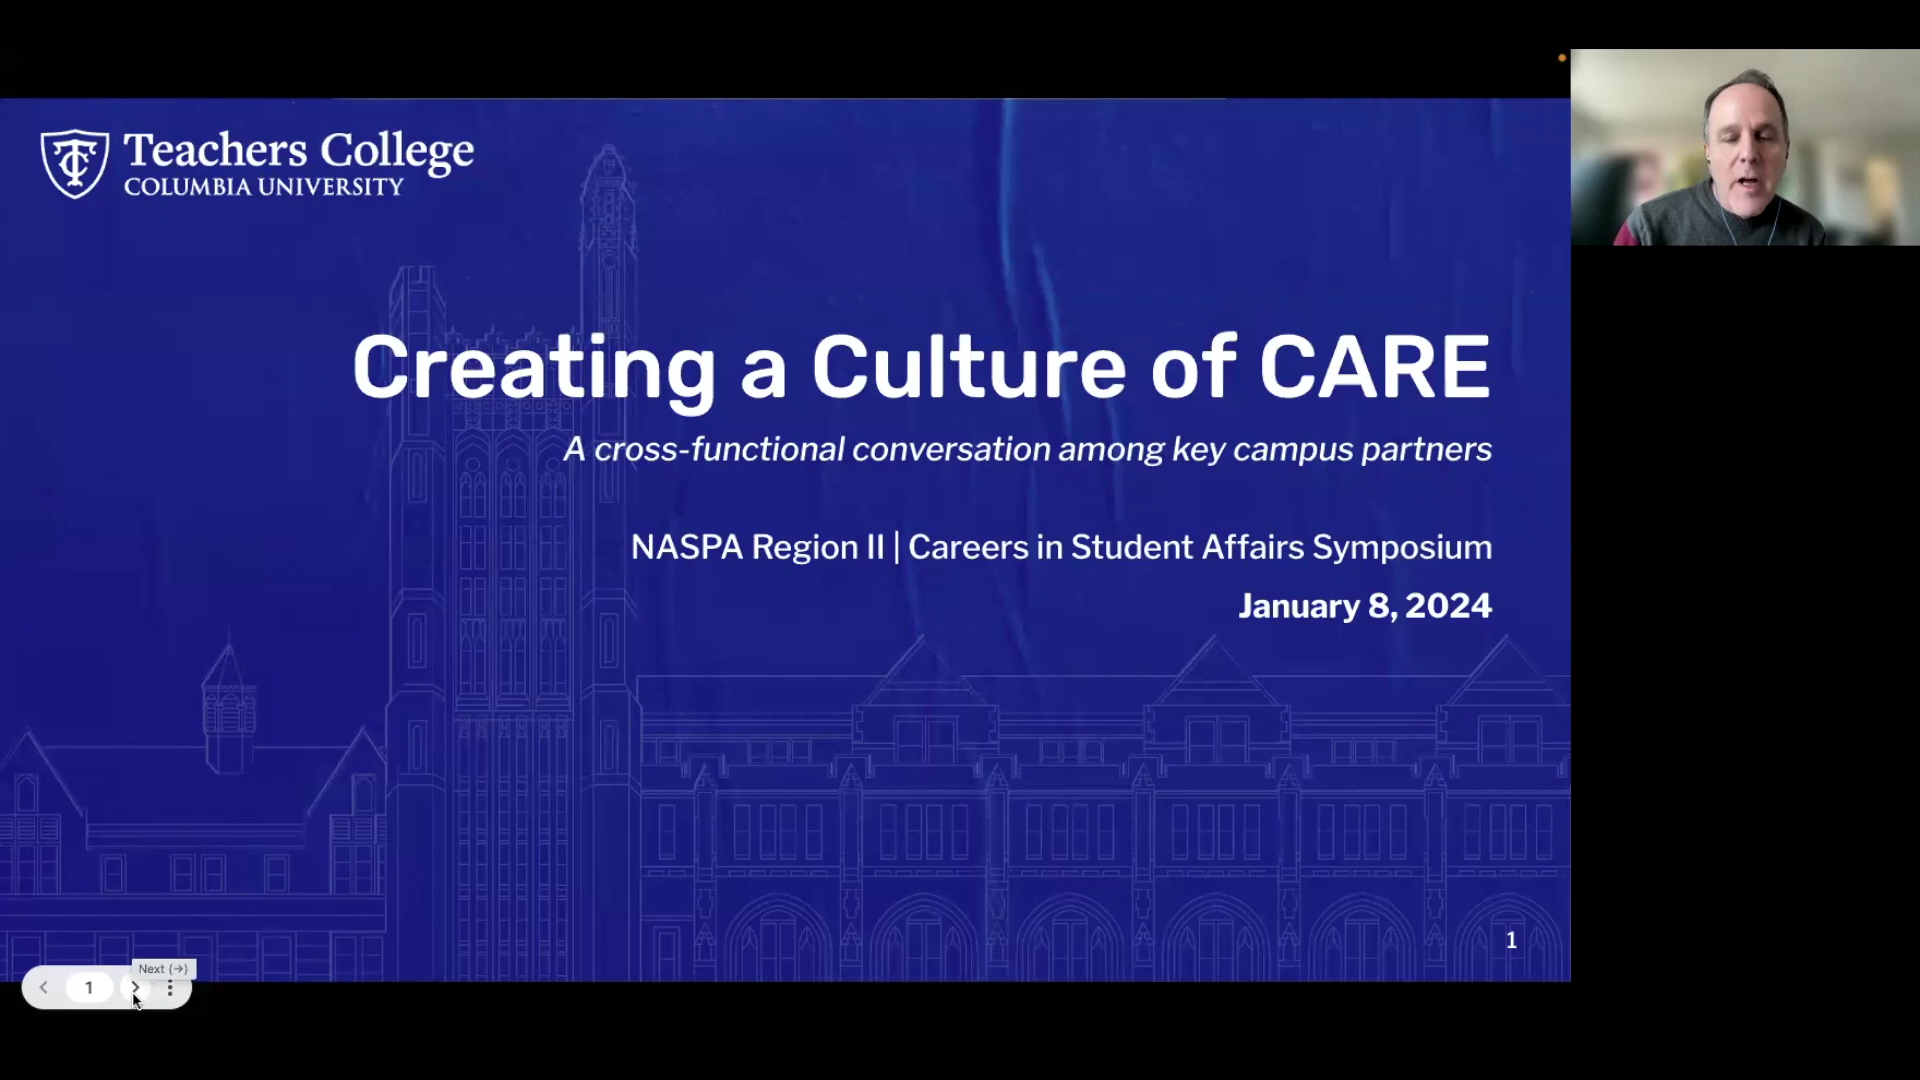 Teachers College
COLUMBIA UNIVERSITY
Creating a Culture of CARE
A cross-functional conversation among key campus partners
NASPA Region II | Careers in Student Affairs Symposium
January 8, 2024
1
Next (→)
1